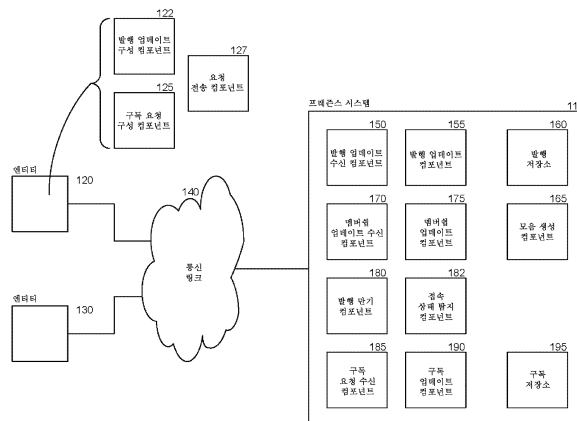 122
발행 업데이트
구성 컴포넌트
127
요청
전송 컴포넌트
125
구독 요청
구성 컴포넌트
프레즌스 시스템
11
150
발행 업데이트
수신 컴포넌트
155
발행 업데이트
컴포넌트
160
발행
저장소
엔티티
120
140
통신
링크
170
멤버쉽
업데이트 수신
컴포넌트
175
멤버쉽
업데이트
컴포넌트
165
모음 생성
컴포넌트
180
발행 만기
컴포넌트
182
접속
상태 탐지
컴포넌트
엔티티
130
185
구독
요청 수신
컴포넌트
190
구독
업데이트
컴포넌트
195
구독
저장소